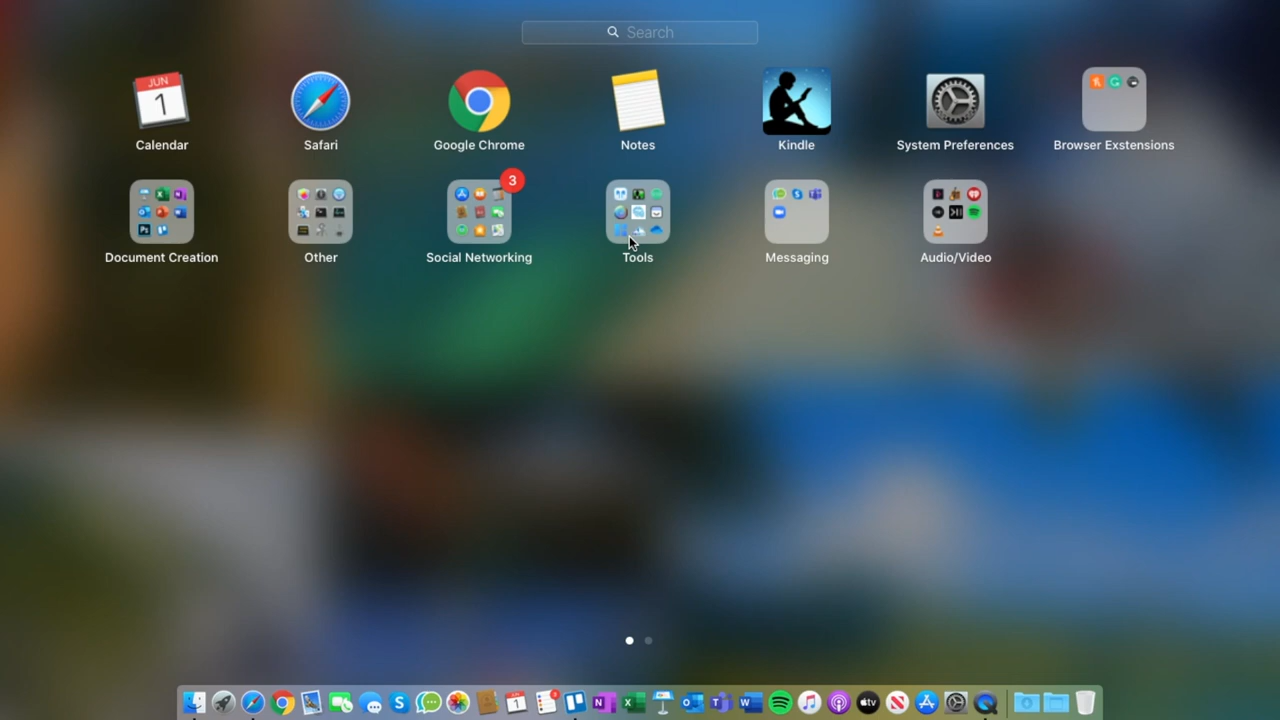 Search
JUN
1
Calendar
Safari
Google Chrome
Notes
Kindle
System Preferences
Browser Exstensions
3
Document Creation
Other
Social Networking
Tools
Messaging
Audio/Video